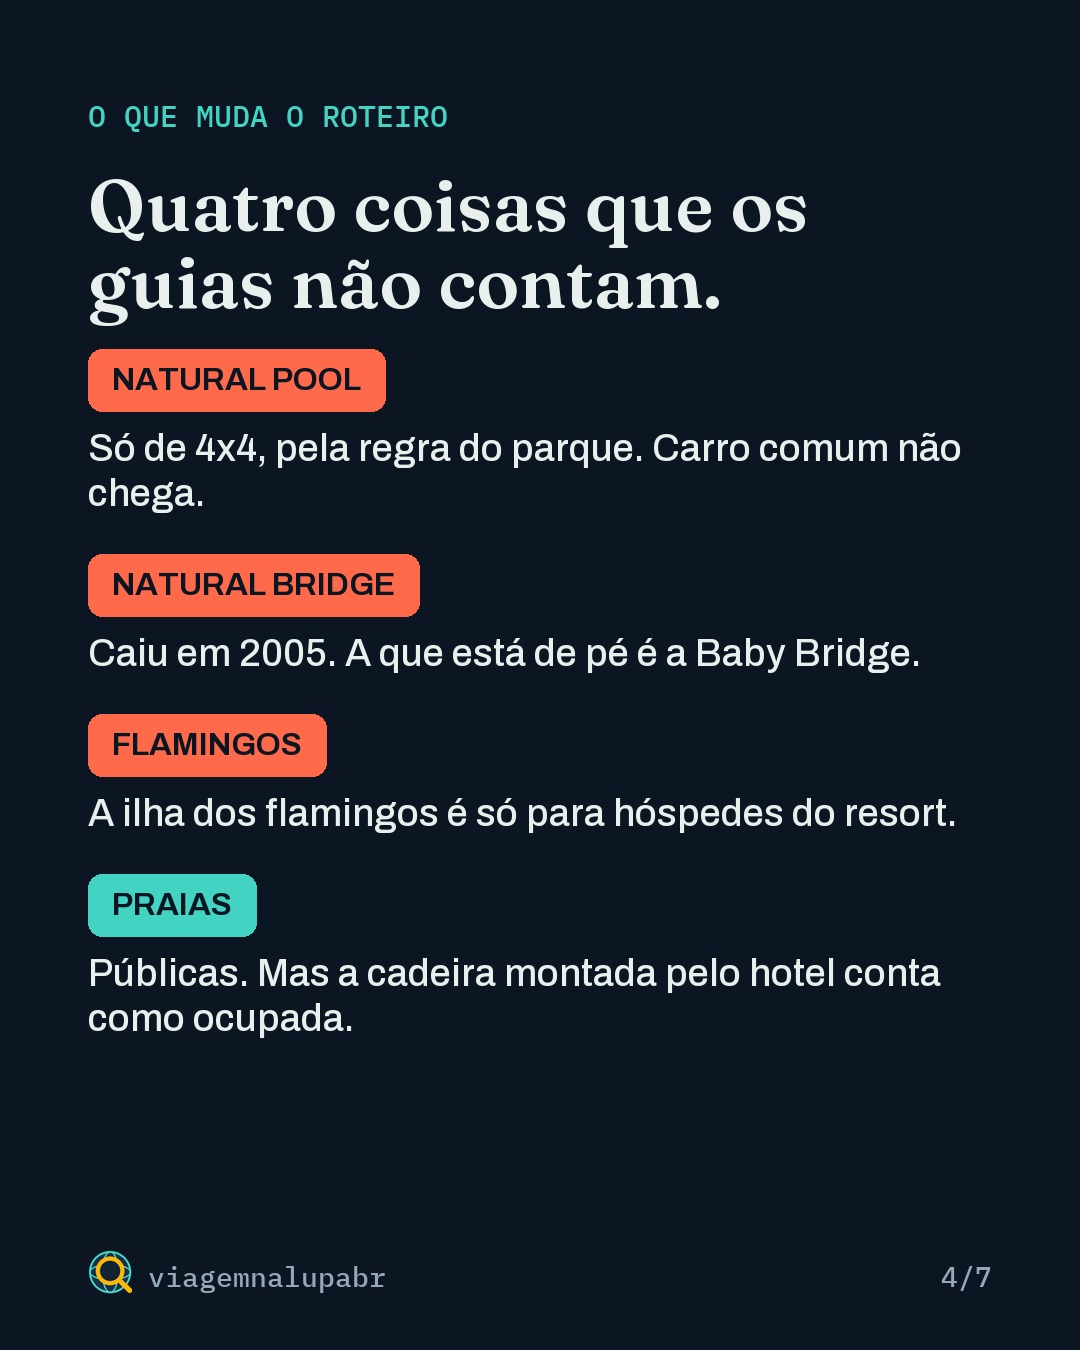 O QUE MUDA O ROTEIRO
Quatro coisas que os
guias não contam.
NATURAL POOL
Só de 4x4, pela regra do parque. Carro comum não
chega.
NATURAL BRIDGE
Caiu em 2005. A que está de pé é a Baby Bridge.
FLAMINGOS
A ilha dos flamingos é só para hóspedes do resort.
PRAIAS
Públicas. Mas a cadeira montada pelo hotel conta
como ocupada.
viagemnalupabr
4/7